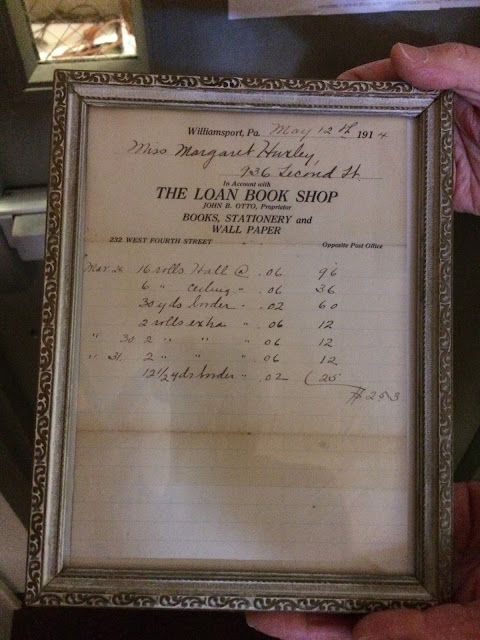 Williamsport, Pa. May 12th 1914
Miss Margaret Huxley,
936 Second St.
In Account with
THE LOAN BOOK SHOP
JOHN B. OTTO, Proprietor
BOOKS, STATIONERY and
WALL PAPER
232 WEST FOURTH STREET Opposite Post Office
Mar. 26 16 rolls Wall @ .06 96
6 " Ceiling " .06 36
30 yds border " .02 60
2 rolls extra " .06 12
" 30 2 " " " .06 12
" 31 2 " " " .06 12
12 1/2 yds border " .02 25
$2.53